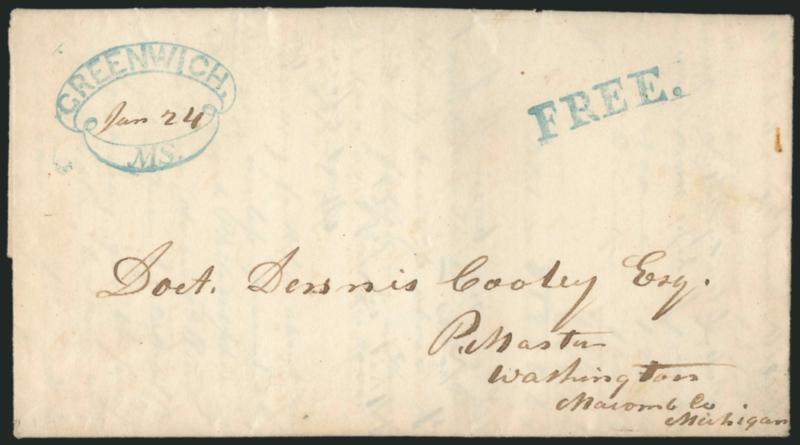 GREENWICH.
Jan 24
MS.
FREE.
Doct. Dennis Cooley Esq.
P. Master
Washington
Macomb Co
Michigan